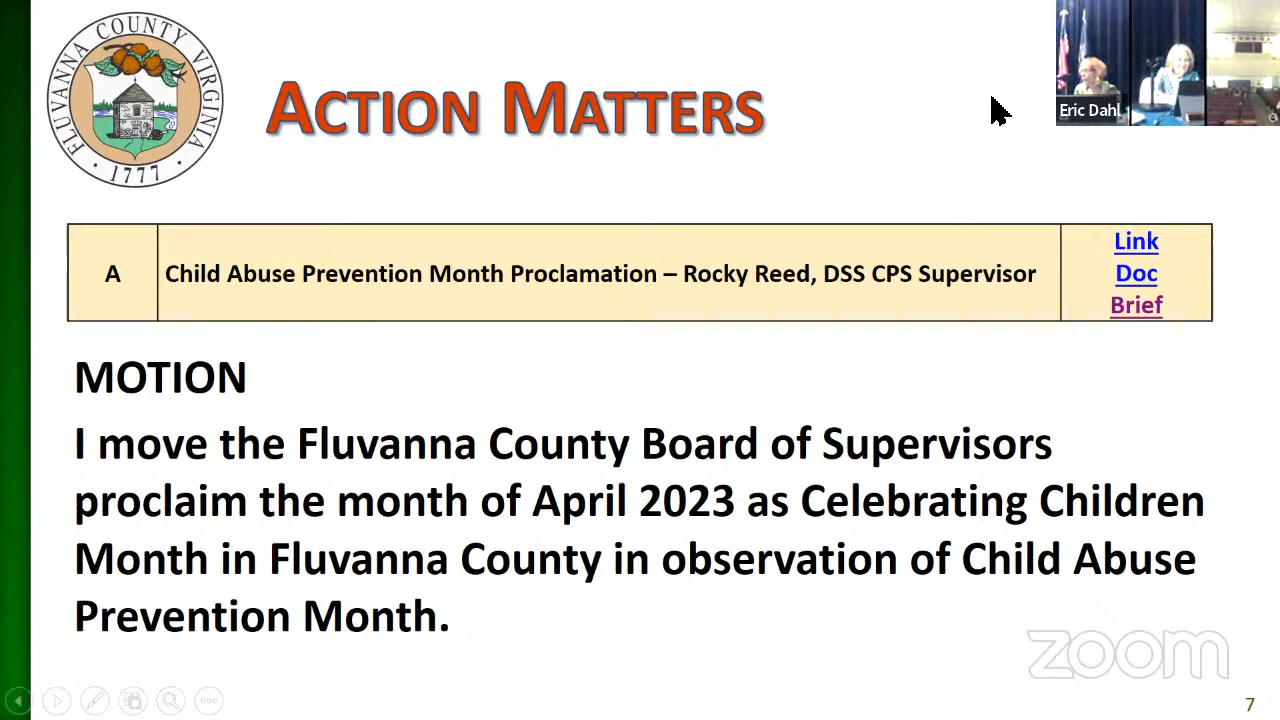 FLUVANNA COUNTY VIRGINIA
• 1777 •
ACTION MATTERS
Eric Dahl
A
Child Abuse Prevention Month Proclamation – Rocky Reed, DSS CPS Supervisor
Link
Doc
Brief
MOTION
I move the Fluvanna County Board of Supervisors
proclaim the month of April 2023 as Celebrating Children
Month in Fluvanna County in observation of Child Abuse
Prevention Month.
zoom
7